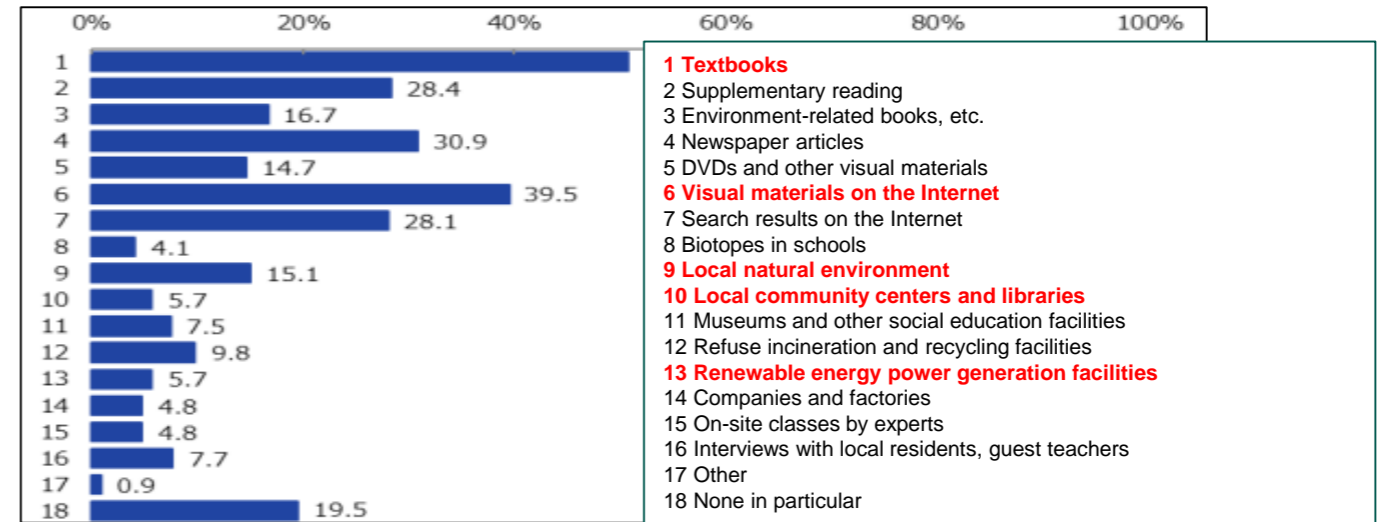 0% 20% 40% 60% 80% 100%
1
2 28.4
3 16.7
4 30.9
5 14.7
6 39.5
7 28.1
8 4.1
9 15.1
10 5.7
11 7.5
12 9.8
13 5.7
14 4.8
15 4.8
16 7.7
17 0.9
18 19.5
1 Textbooks
2 Supplementary reading
3 Environment-related books, etc.
4 Newspaper articles
5 DVDs and other visual materials
6 Visual materials on the Internet
7 Search results on the Internet
8 Biotopes in schools
9 Local natural environment
10 Local community centers and libraries
11 Museums and other social education facilities
12 Refuse incineration and recycling facilities
13 Renewable energy power generation facilities
14 Companies and factories
15 On-site classes by experts
16 Interviews with local residents, guest teachers
17 Other
18 None in particular